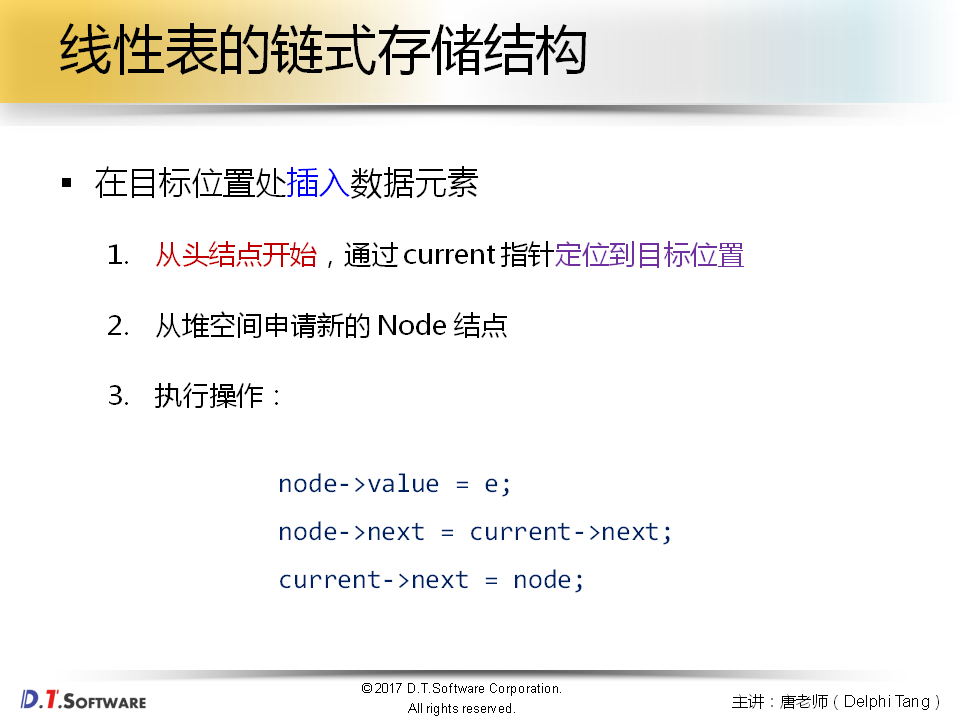 线性表的链式存储结构
▪ 在目标位置处插入数据元素
1. 从头结点开始，通过 current 指针定位到目标位置
2. 从堆空间申请新的 Node 结点
3. 执行操作：
node->value = e;
node->next = current->next;
current->next = node;
D.T.SOFTWARE
©2017 D.T.Software Corporation.
All rights reserved.
主讲：唐老师（Delphi Tang）